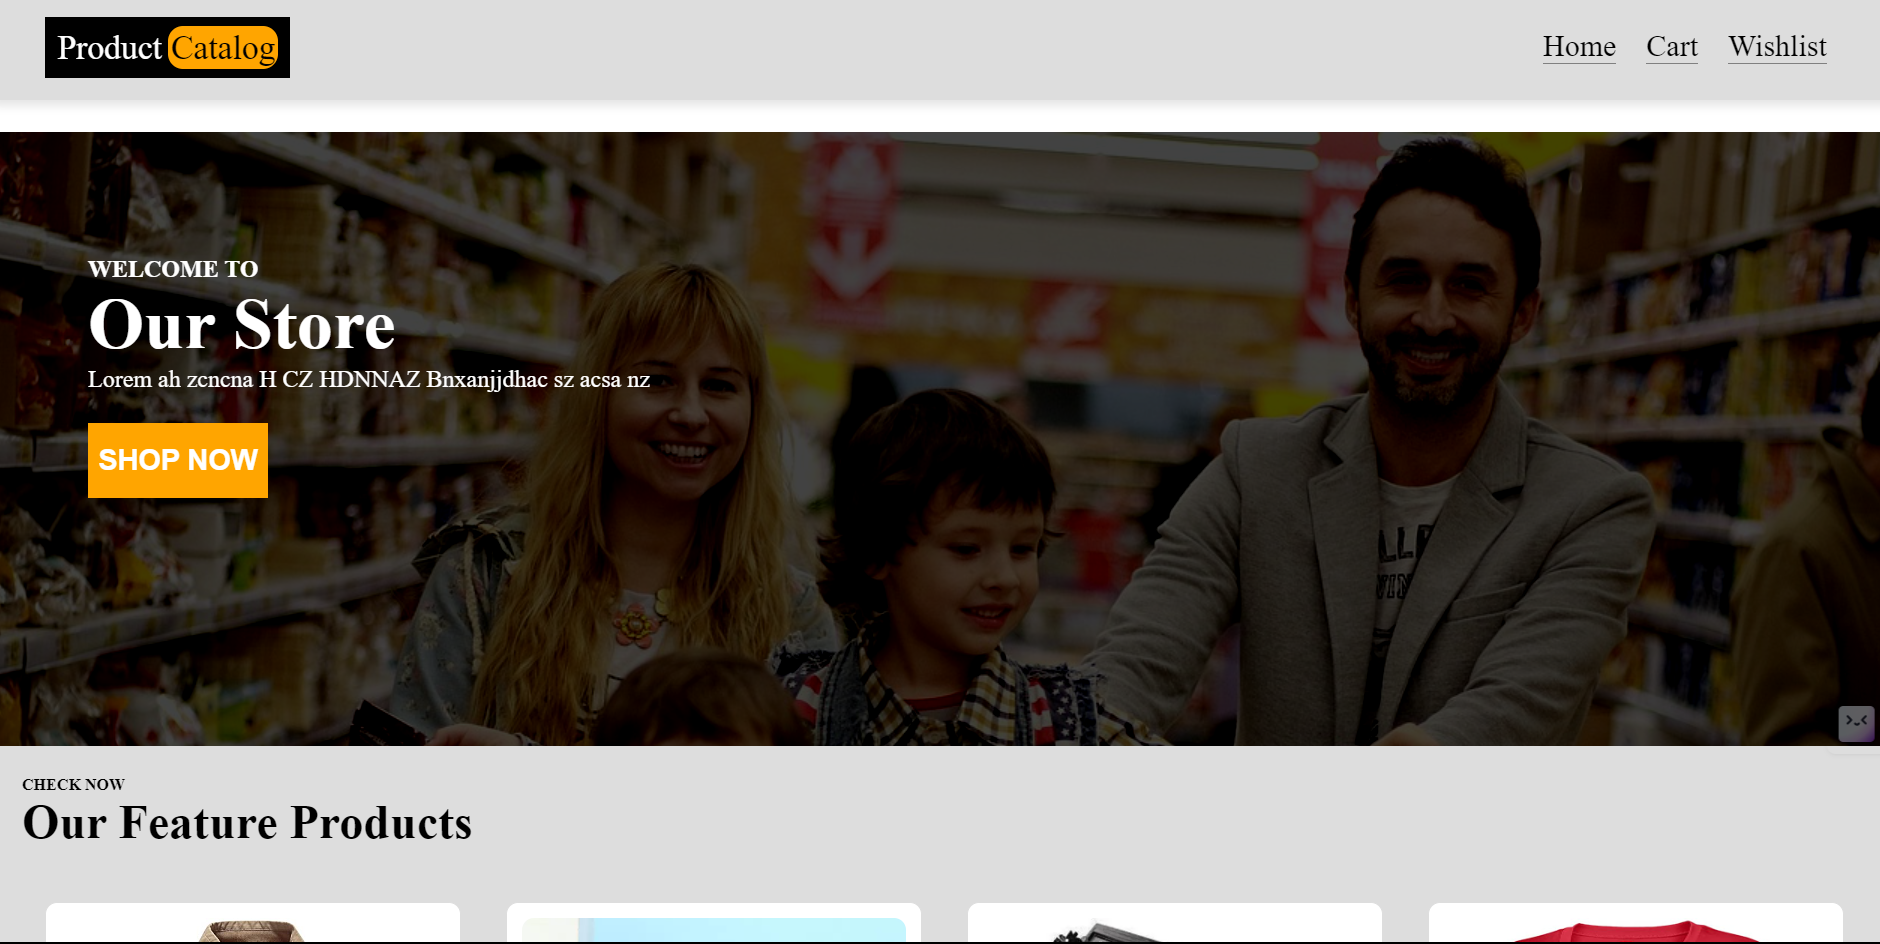 Product Catalog
Home Cart Wishlist
WELCOME TO
Our Store
Lorem ah zcncna H CZ HDNNAZ Bnxanjjdhac sz acsa nz
SHOP NOW
CHECK NOW
Our Feature Products